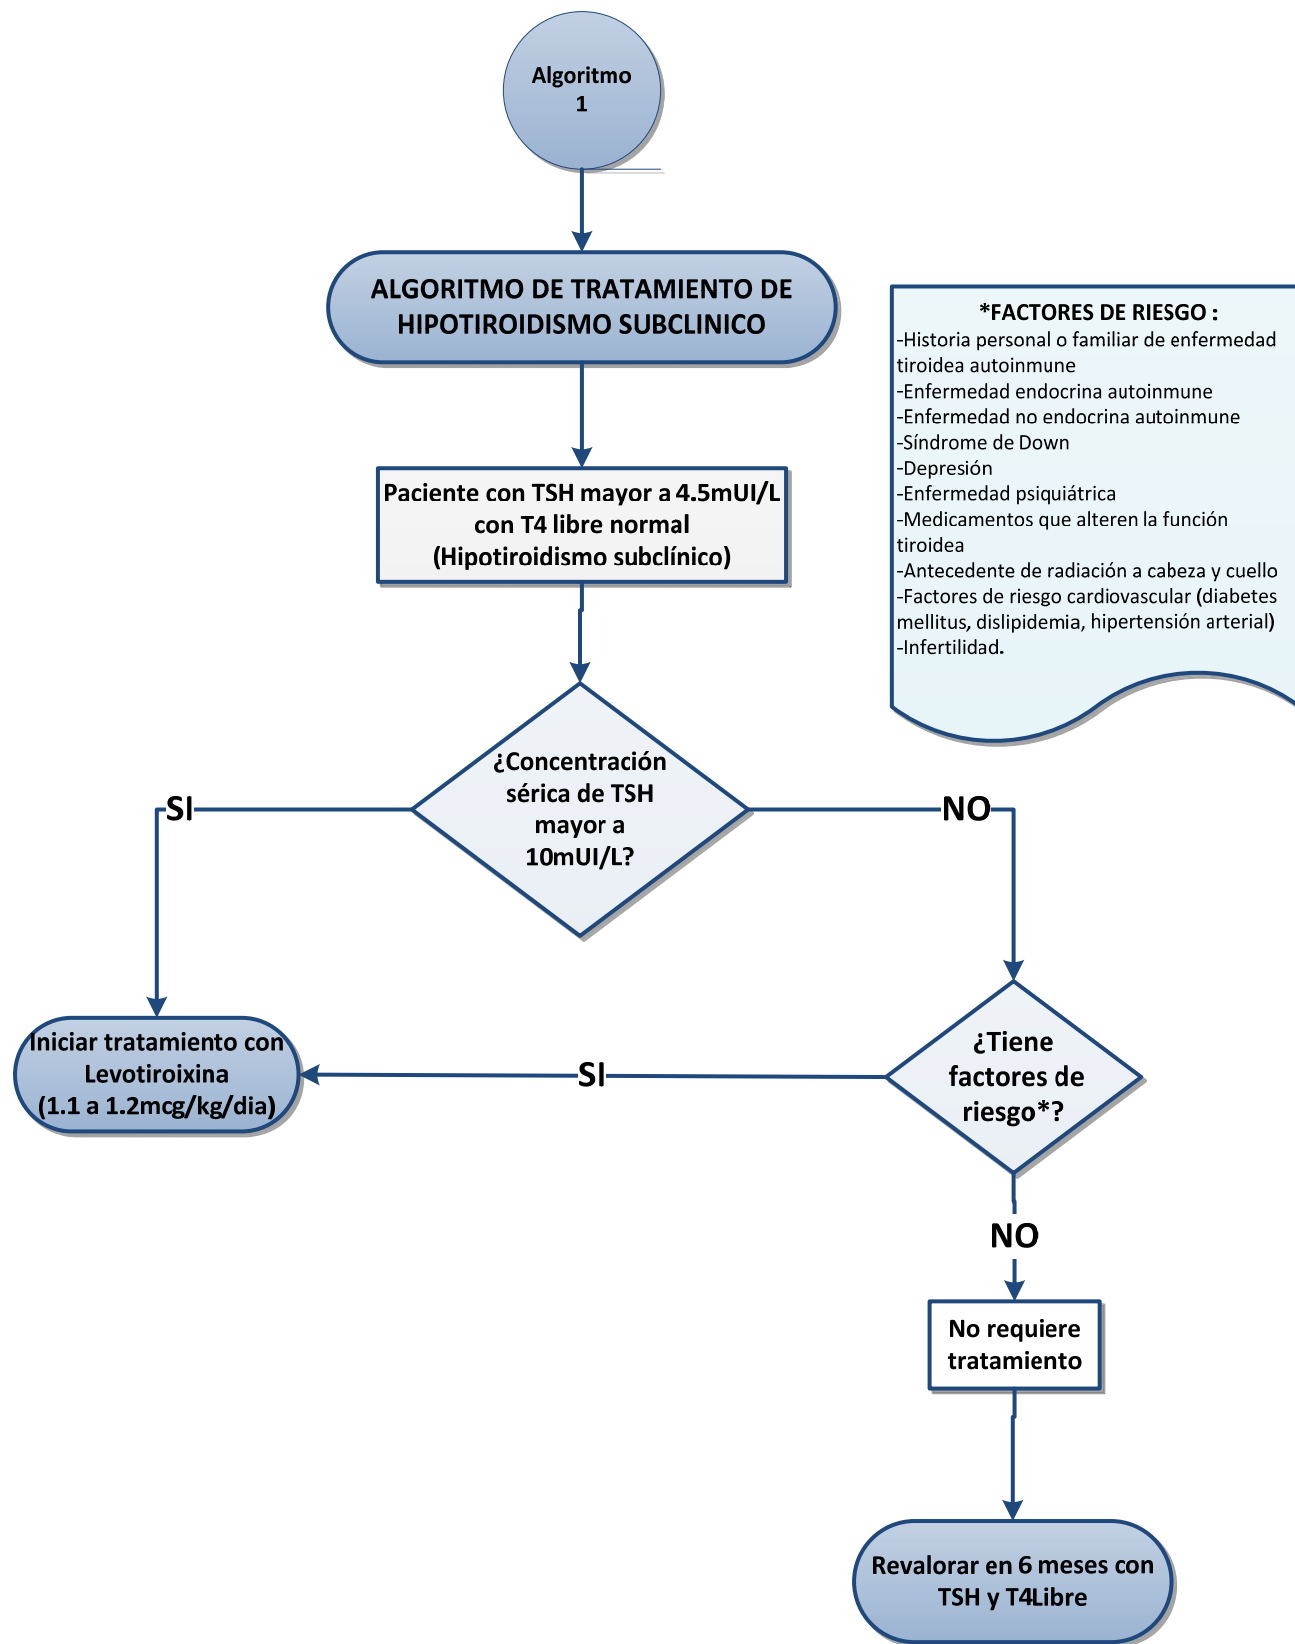 Algoritmo
1
ALGORITMO DE TRATAMIENTO DE
HIPOTIROIDISMO SUBCLINICO
*FACTORES DE RIESGO :
-Historia personal o familiar de enfermedad
tiroidea autoinmune
-Enfermedad endocrina autoinmune
-Enfermedad no endocrina autoinmune
-Síndrome de Down
-Depresión
-Enfermedad psiquiátrica
-Medicamentos que alteren la función
tiroidea
-Antecedente de radiación a cabeza y cuello
-Factores de riesgo cardiovascular (diabetes
mellitus, dislipidemia, hipertensión arterial)
-Infertilidad.
Paciente con TSH mayor a 4.5mUI/L
con T4 libre normal
(Hipotiroidismo subclínico)
¿Concentración
sérica de TSH
mayor a
10mUI/L?
SI
NO
Iniciar tratamiento con
Levotiroixina
(1.1 a 1.2mcg/kg/dia)
SI
¿Tiene
factores de
riesgo*?
NO
No requiere
tratamiento
Revalorar en 6 meses con
TSH y T4Libre